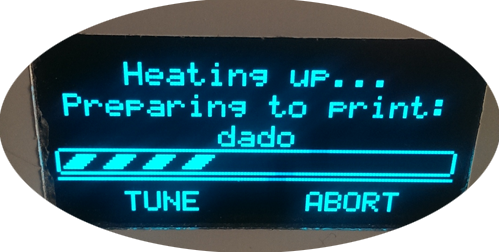 Heating up...
Preparing to print:
dado
TUNE ABORT